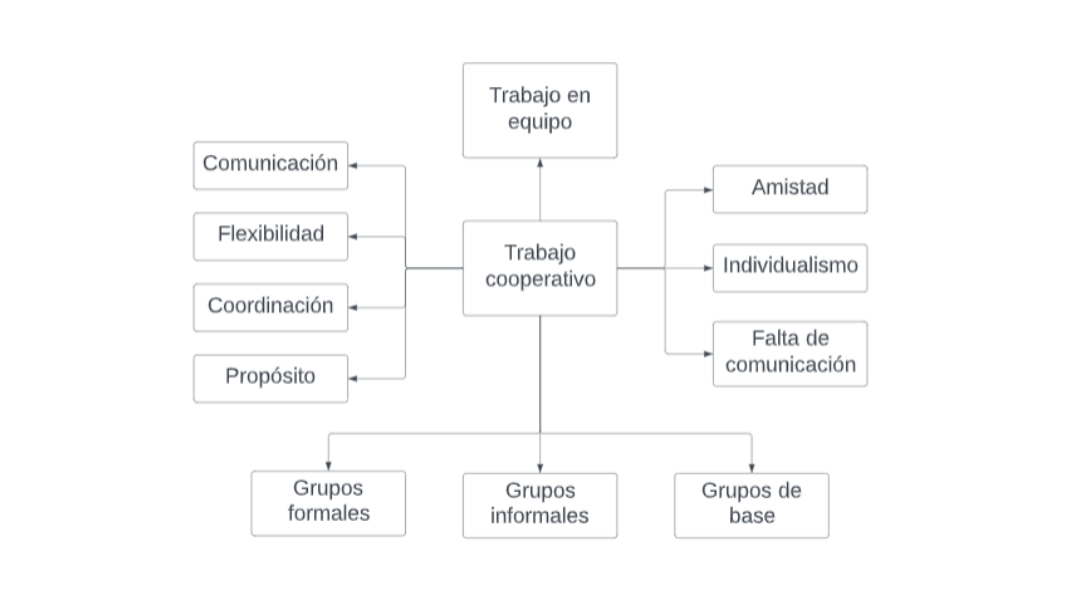 Trabajo en
equipo
Comunicación
Flexibilidad
Coordinación
Propósito
Trabajo
cooperativo
Amistad
Individualismo
Falta de
comunicación
Grupos
formales
Grupos
informales
Grupos de
base